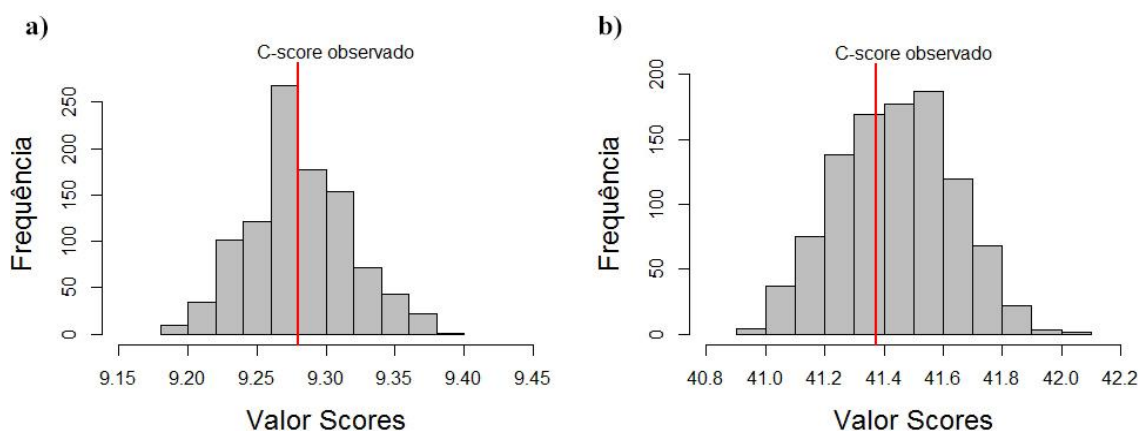 a)
C-score observado
Frequência
0
50
100
150
200
250
9.15 9.20 9.25 9.30 9.35 9.40 9.45
Valor Scores
b)
C-score observado
Frequência
0
50
100
150
200
40.8 41.0 41.2 41.4 41.6 41.8 42.0 42.2
Valor Scores